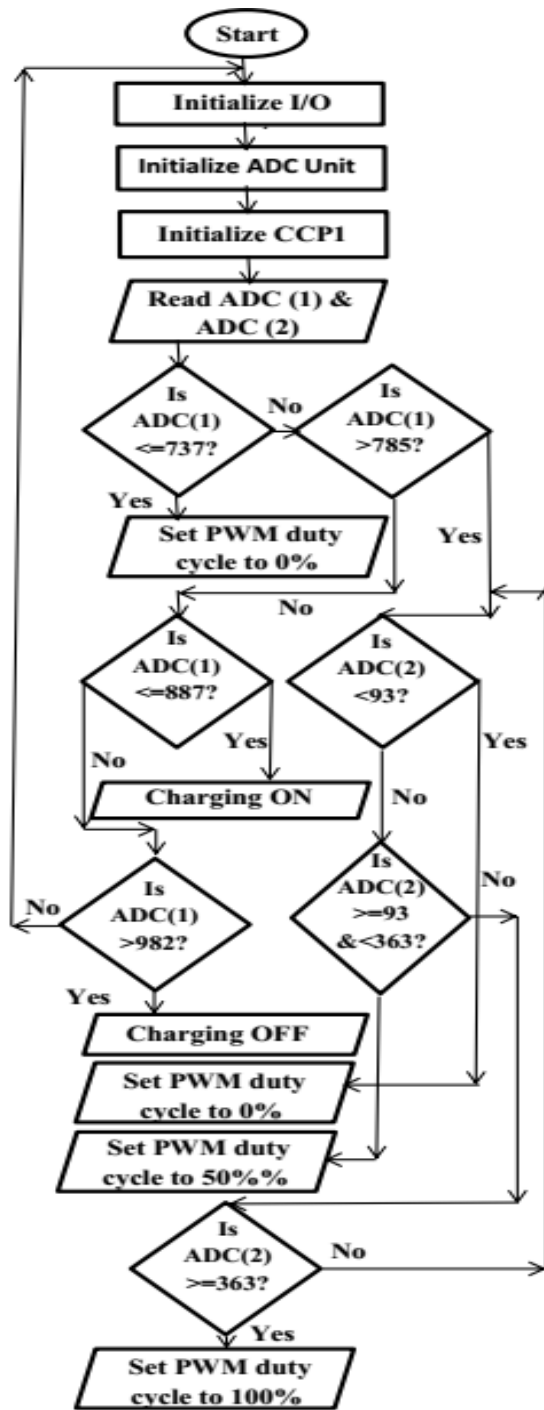 Start
Initialize I/O
Initialize ADC Unit
Initialize CCP1
Read ADC (1) &
ADC (2)
Is
ADC(1)
<=737?
No
Is
ADC(1)
>785?
Yes
Set PWM duty
cycle to 0%
Yes
No
Is
ADC(1)
<=887?
Is
ADC(2)
<93?
No
Yes
Charging ON
No
Yes
Is
ADC(1)
>982?
No
Is
ADC(2)
>=93
&<363?
No
Yes
Charging OFF
Set PWM duty
cycle to 0%
Set PWM duty
cycle to 50%%
Is
ADC(2)
>=363?
No
Yes
Set PWM duty
cycle to 100%